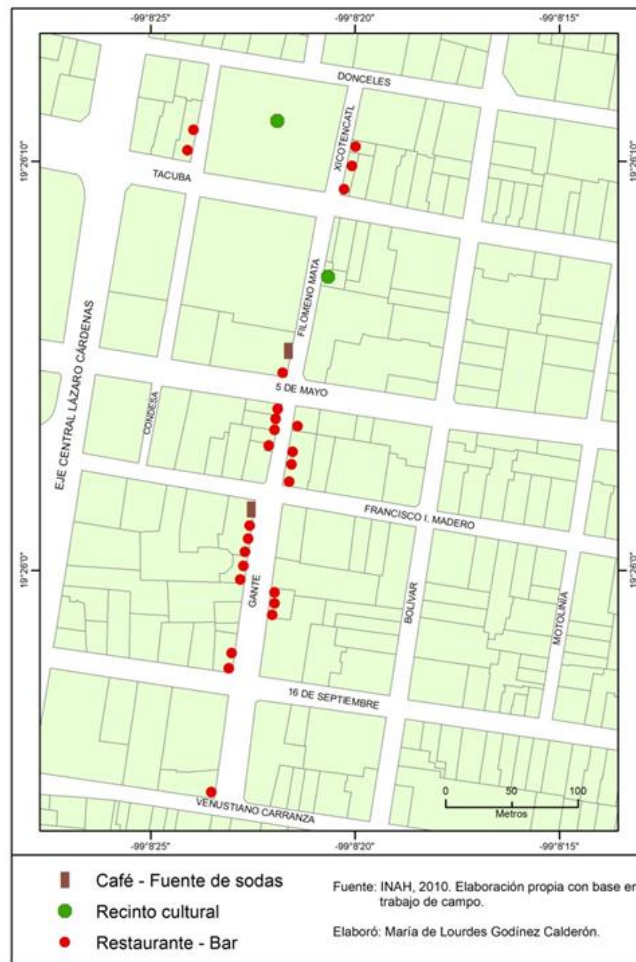 -99°8'25"
-99°8'20"
-99°8'15"
DONCELES
XICOTENCATL
19°26'10"
19°26'10"
TACUBA
FILOMENO MATA
EJE CENTRAL LÁZARO CÁRDENAS
5 DE MAYO
CONDESA
FRANCISCO I. MADERO
19°26'0"
19°26'0"
GANTE
BOLÍVAR
MOTOLINÍA
16 DE SEPTIEMBRE
0
50
100
Metros
VENUSTIANO CARRANZA
-99°8'25"
-99°8'20"
-99°8'15"
Café - Fuente de sodas
Recinto cultural
Restaurante - Bar
Fuente: INAH, 2010. Elaboración propia con base en
trabajo de campo.
Elaboró: María de Lourdes Godínez Calderón.